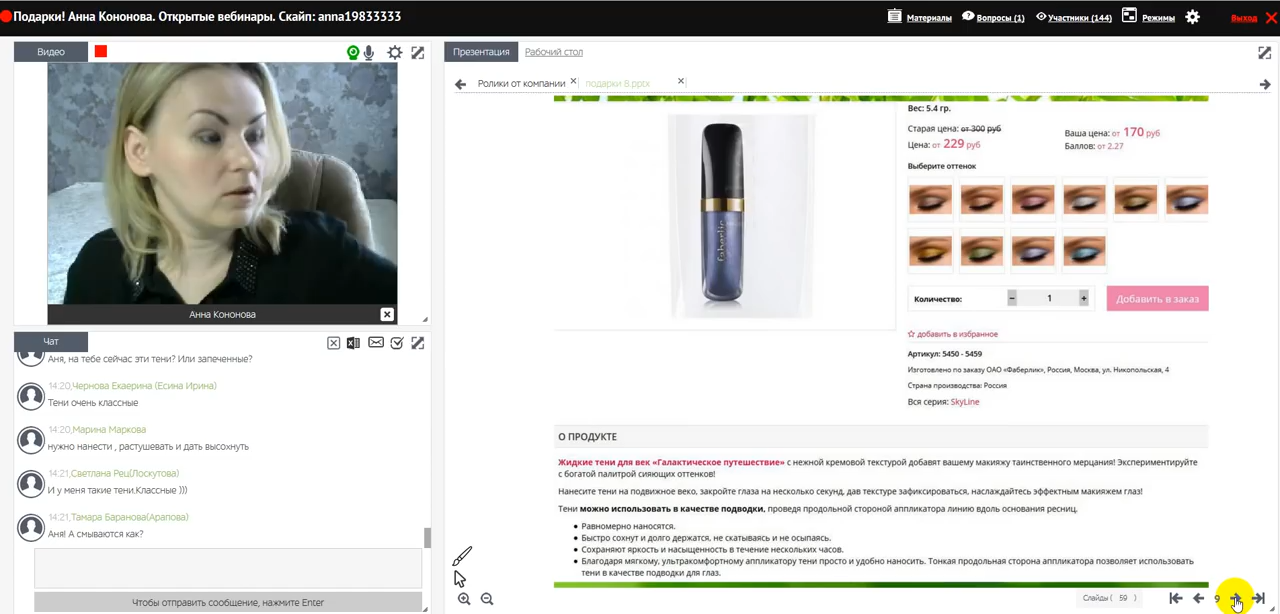 Подарки! Анна Кононова. Открытые вебинары. Скайп: anna19833333
Материалы Вопросы (1) Участники (144) Режимы Выход
Видео
Анна Кононова
Чат
Аня, на тебе сейчас эти тени? Или запеченные?
14:20,Чернова Екаерина (Есина Ирина)
Тени очень классные
14:20,Марина Маркова
нужно нанести , растушевать и дать высохнуть
14:21,Светлана Рец(Лоскутова)
И у меня такие тени.Классные )))
14:21,Тамара Баранова(Арапова)
Аня! А смываются как?
Чтобы отправить сообщение, нажмите Enter
Презентация Рабочий стол
Ролики от компании подарки 8.pptx
faberlic
Вес: 5.4 гр.
Старая цена: от 300 руб
Цена: от 229 руб
Ваша цена: от 170 руб
Баллов: от 2.27
Выберите оттенок
Количество: - 1 + Добавить в заказ
добавить в избранное
Артикул: 5450 - 5459
Изготовлено по заказу ОАО «Фаберлик», Россия, Москва, ул. Никольская, 4
Страна производства: Россия
Вся серия: SkyLine
О ПРОДУКТЕ
Жидкие тени для век «Галактическое путешествие» с нежной кремовой текстурой добавят вашему макияжу таинственного мерцания! Экспериментируйте
с богатой палитрой сияющих оттенков!
Нанесите тени на подвижное веко, закройте глаза на несколько секунд, дав текстуре зафиксироваться, наслаждайтесь эффектным макияжем глаз!
Тени можно использовать в качестве подводки, проведя продольной стороной аппликатора линию вдоль основания ресниц.
• Равномерно наносятся.
• Быстро сохнут и долго держатся, не скатываясь и не осыпаясь.
• Сохраняют яркость и насыщенность в течение нескольких часов.
• Благодаря мягкому, ультракомфортному аппликатору тени просто и удобно наносить. Тонкая продольная сторона аппликатора позволяет использовать
тени в качестве подводки для глаз.
Слайды ( 59 ) 9